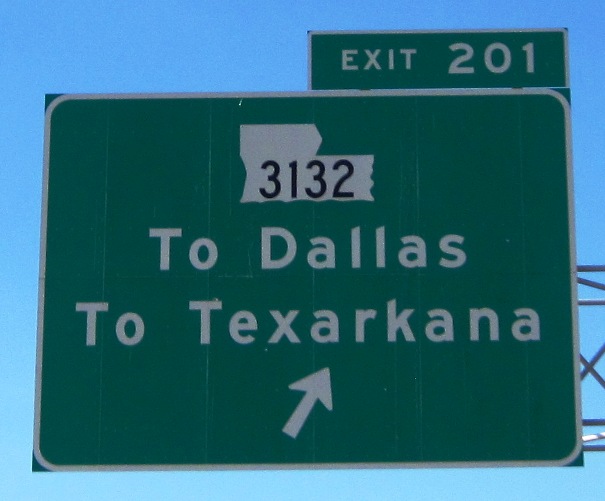 EXIT 201
3132
To Dallas
To Texarkana